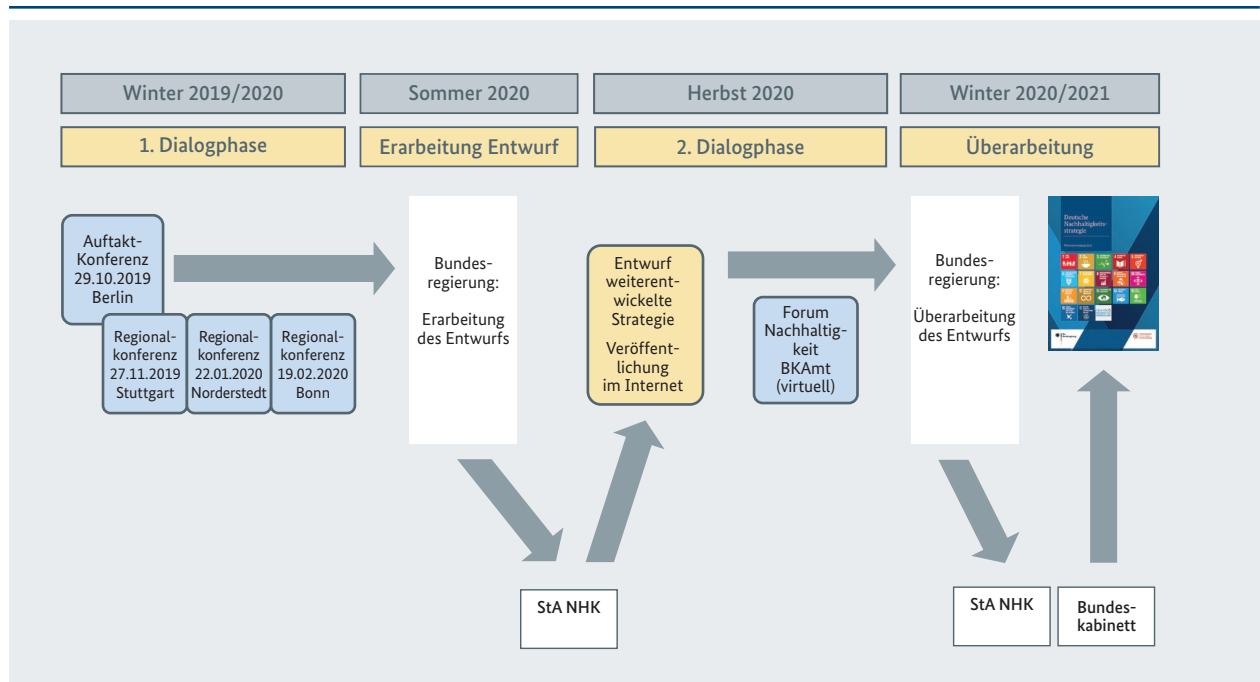 Winter 2019/2020
Sommer 2020
Herbst 2020
Winter 2020/2021
1. Dialogphase
Erarbeitung Entwurf
2. Dialogphase
Überarbeitung
Auftakt-
Konferenz
29.10.2019
Berlin
Regional-
konferenz
27.11.2019
Stuttgart
Regional-
konferenz
22.01.2020
Norderstedt
Regional-
konferenz
19.02.2020
Bonn
Bundes-
regierung:
Erarbeitung
des Entwurfs
StA NHK
Entwurf
weiterent-
wickelte
Strategie
Veröffent-
lichung
im Internet
Forum
Nachhaltig-
keit
BKAmt
(virtuell)
Bundes-
regierung:
Überarbeitung
des Entwurfs
Deutsche
Nachhaltigkeits-
strategie
StA NHK
Bundes-
kabinett